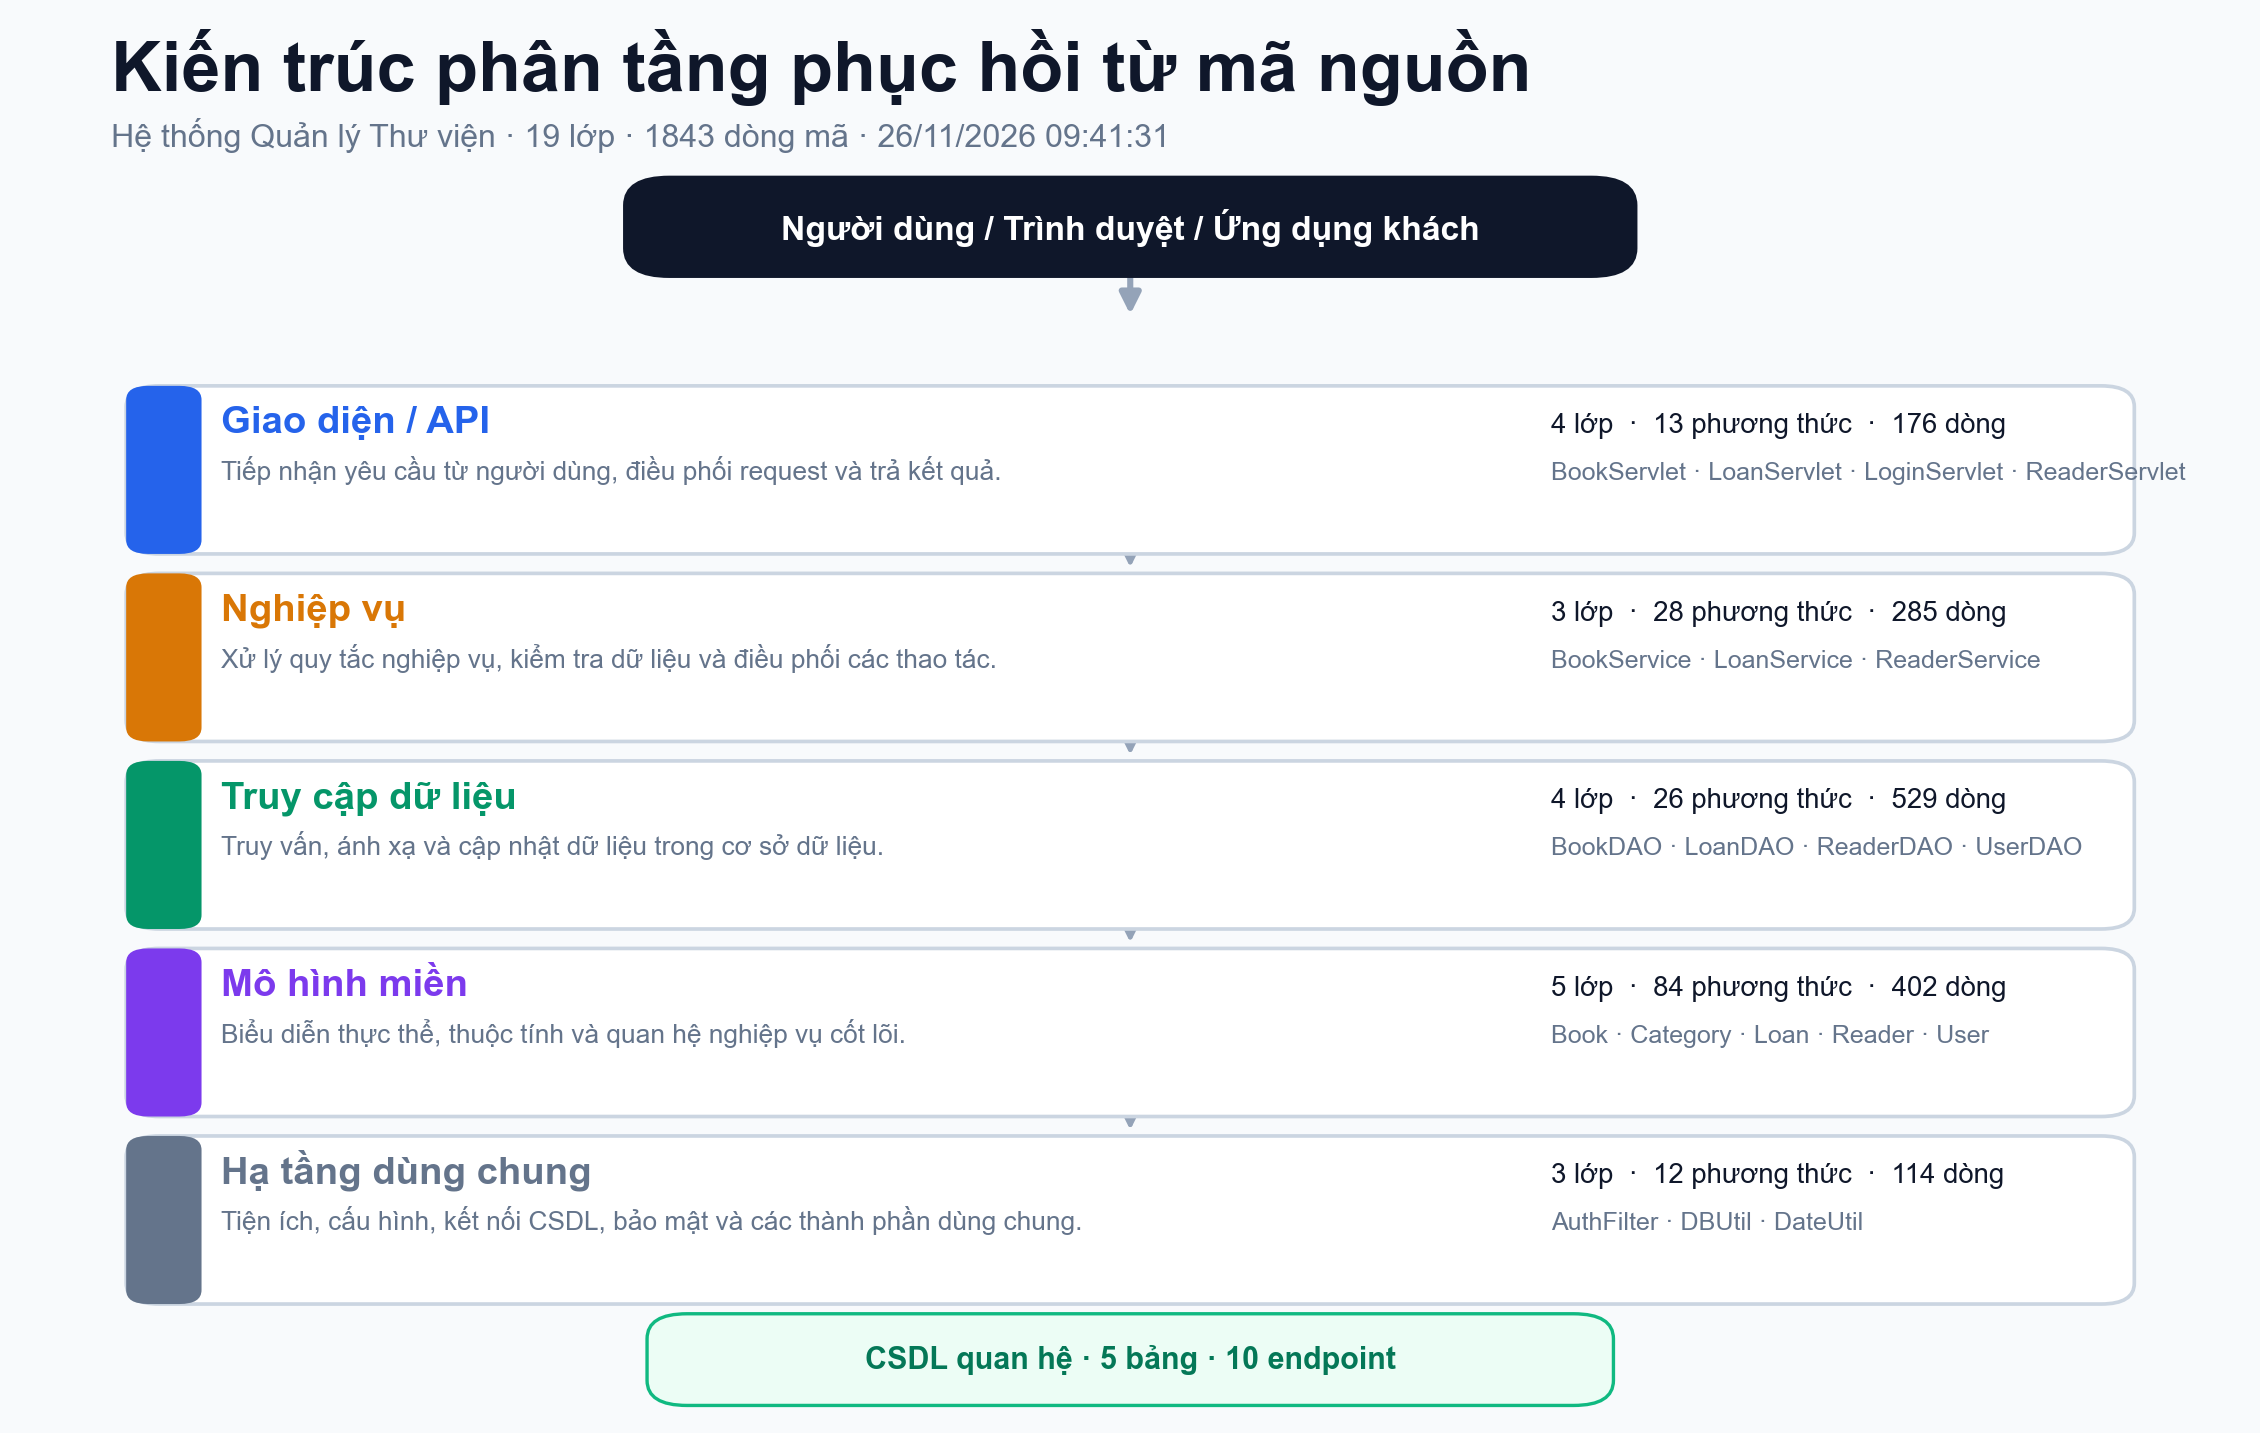 Kiến trúc phân tầng phục hồi từ mã nguồn
Hệ thống Quản lý Thư viện · 19 lớp · 1843 dòng mã · 26/11/2026 09:41:31
Người dùng / Trình duyệt / Ứng dụng khách
Giao diện / API
4 lớp · 13 phương thức · 176 dòng
Tiếp nhận yêu cầu từ người dùng, điều phối request và trả kết quả.
BookServlet · LoanServlet · LoginServlet · ReaderServlet
Nghiệp vụ
3 lớp · 28 phương thức · 285 dòng
Xử lý quy tắc nghiệp vụ, kiểm tra dữ liệu và điều phối các thao tác.
BookService · LoanService · ReaderService
Truy cập dữ liệu
4 lớp · 26 phương thức · 529 dòng
Truy vấn, ánh xạ và cập nhật dữ liệu trong cơ sở dữ liệu.
BookDAO · LoanDAO · ReaderDAO · UserDAO
Mô hình miền
5 lớp · 84 phương thức · 402 dòng
Biểu diễn thực thể, thuộc tính và quan hệ nghiệp vụ cốt lõi.
Book · Category · Loan · Reader · User
Hạ tầng dùng chung
3 lớp · 12 phương thức · 114 dòng
Tiện ích, cấu hình, kết nối CSDL, bảo mật và các thành phần dùng chung.
AuthFilter · DBUtil · DateUtil
CSDL quan hệ · 5 bảng · 10 endpoint